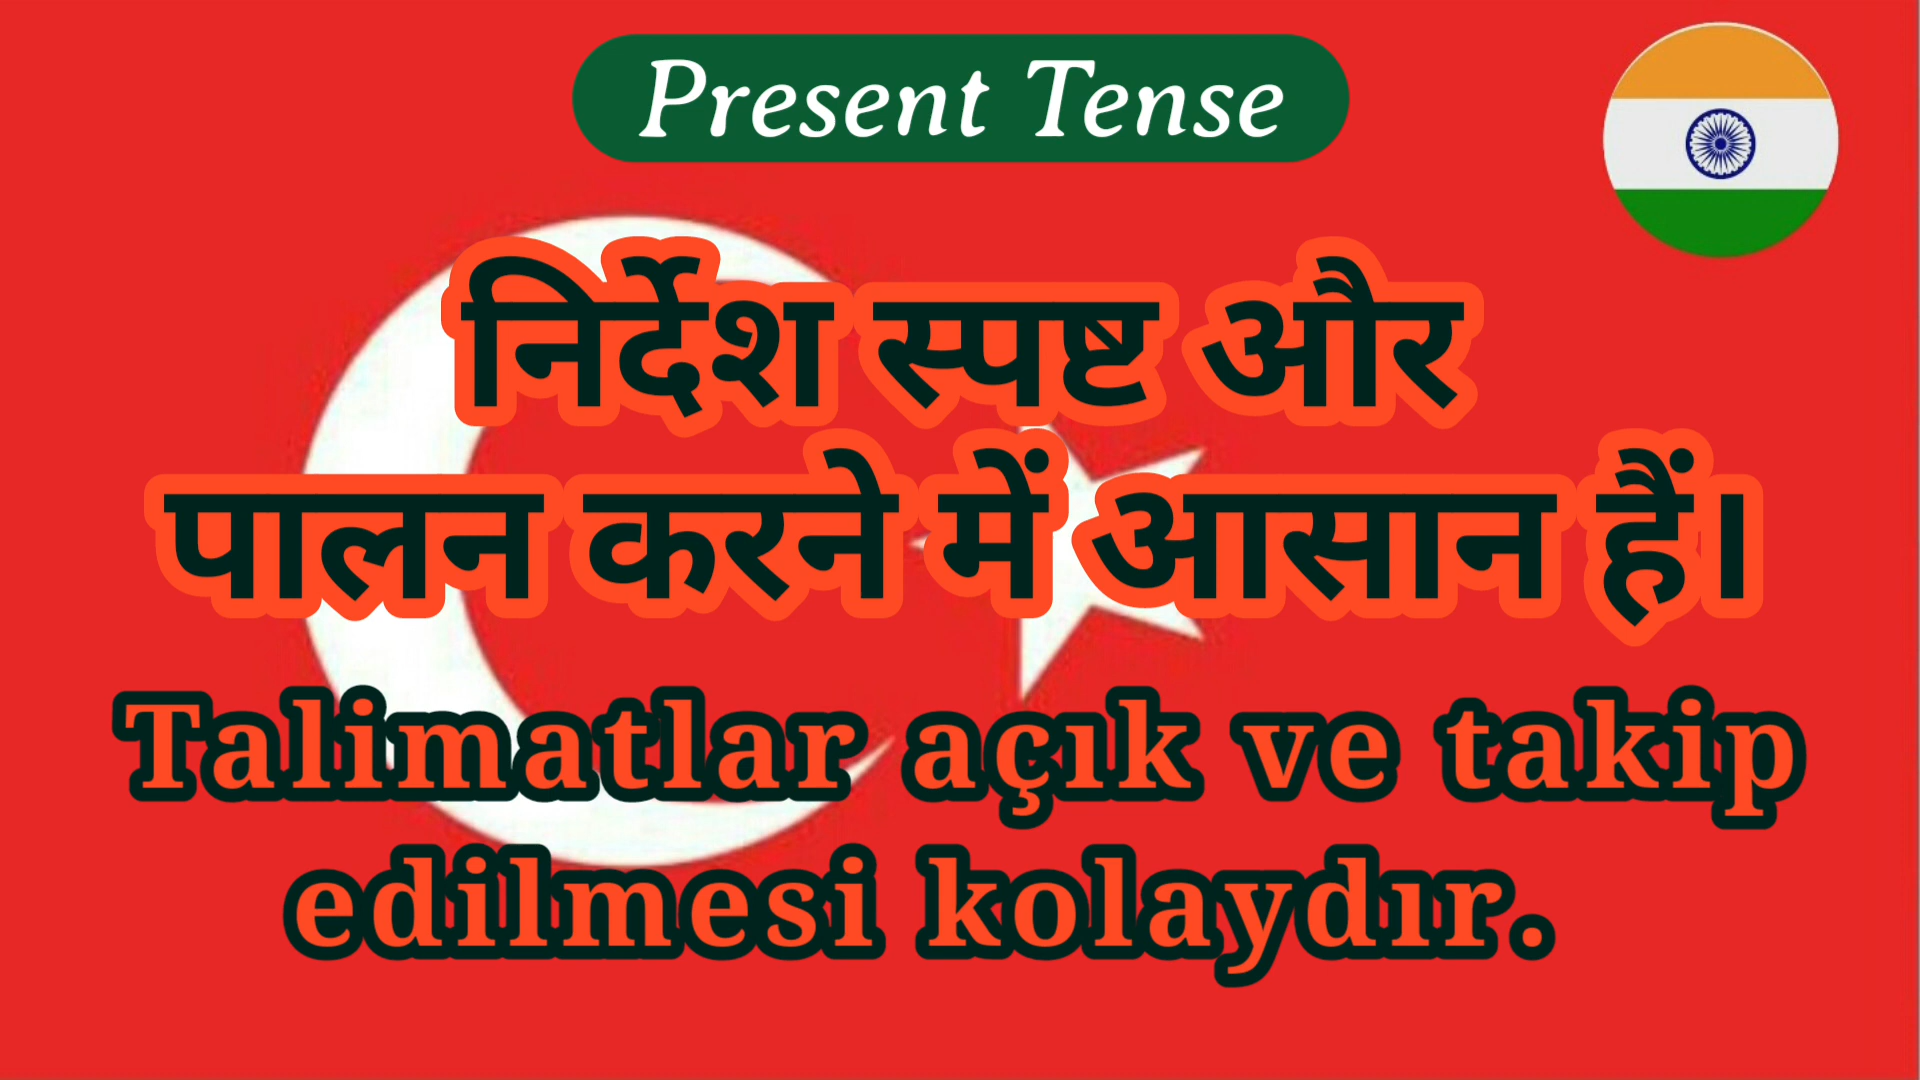 Present Tense
निर्देश स्पष्ट और
पालन करने में आसान हैं।
Talimatlar açık ve takip
edilmesi kolaydır.